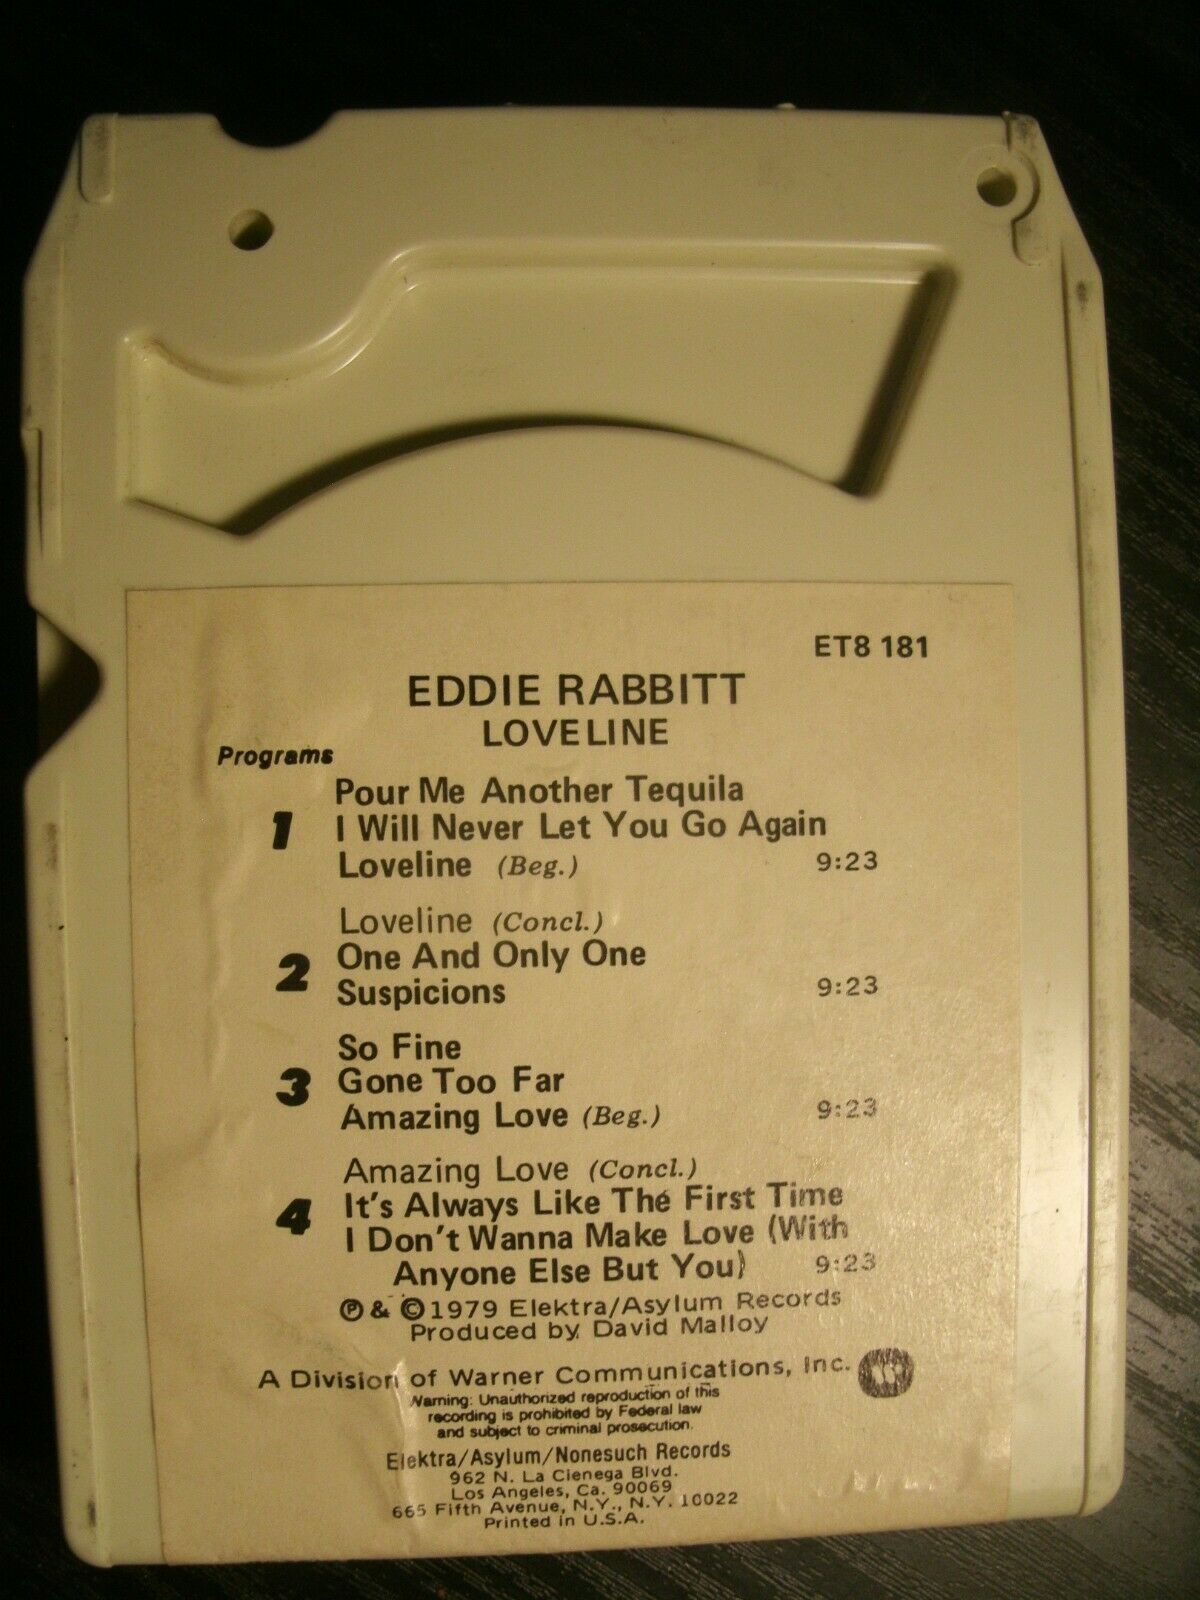 ET8 181
EDDIE RABBITT
LOVELINE
Programs
Pour Me Another Tequila
1 I Will Never Let You Go Again
Loveline (Beg.) 9:23
Loveline (Concl.)
2 One And Only One
Suspicions 9:23
So Fine
3 Gone Too Far
Amazing Love (Beg.) 9:23
Amazing Love (Concl.)
4 It's Always Like The First Time
I Don't Wanna Make Love (With
Anyone Else But You) 9:23
℗ & © 1979 Elektra/Asylum Records
Produced by David Malloy
A Division of Warner Communications, Inc.
Warning: Unauthorized reproduction of this
recording is prohibited by Federal law
and subject to criminal prosecution.
Elektra/Asylum/Nonesuch Records
962 N. La Cienega Blvd.
Los Angeles, Ca. 90069
665 Fifth Avenue, N.Y., N.Y. 10022
Printed in U.S.A.